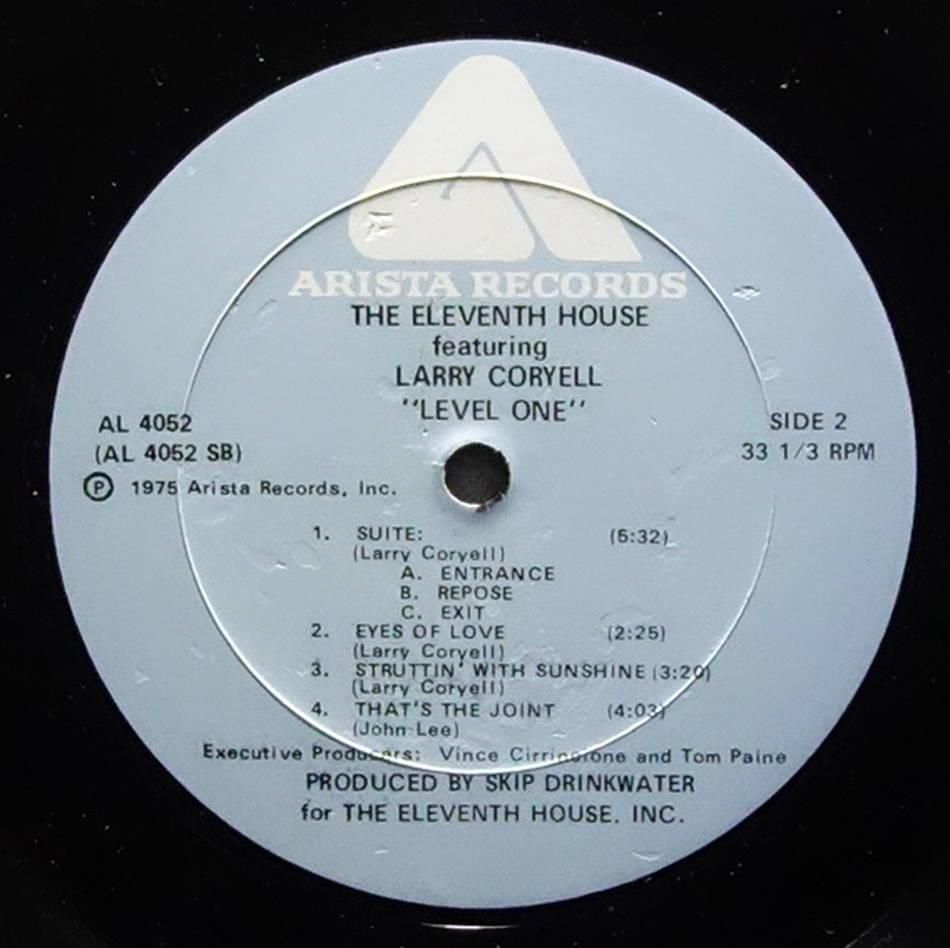 ARISTA RECORDS
THE ELEVENTH HOUSE
featuring
LARRY CORYELL
"LEVEL ONE"
AL 4052
(AL 4052 SB)
Ⓟ 1975 Arista Records, Inc.
SIDE 2
33 1/3 RPM
1. SUITE: (5:32)
(Larry Coryell)
A. ENTRANCE
B. REPOSE
C. EXIT
2. EYES OF LOVE (2:25)
(Larry Coryell)
3. STRUTTIN' WITH SUNSHINE (3:20)
(Larry Coryell)
4. THAT'S THE JOINT (4:03)
(John Lee)
Executive Producers: Vince Cirrincrone and Tom Paine
PRODUCED BY SKIP DRINKWATER
for THE ELEVENTH HOUSE, INC.